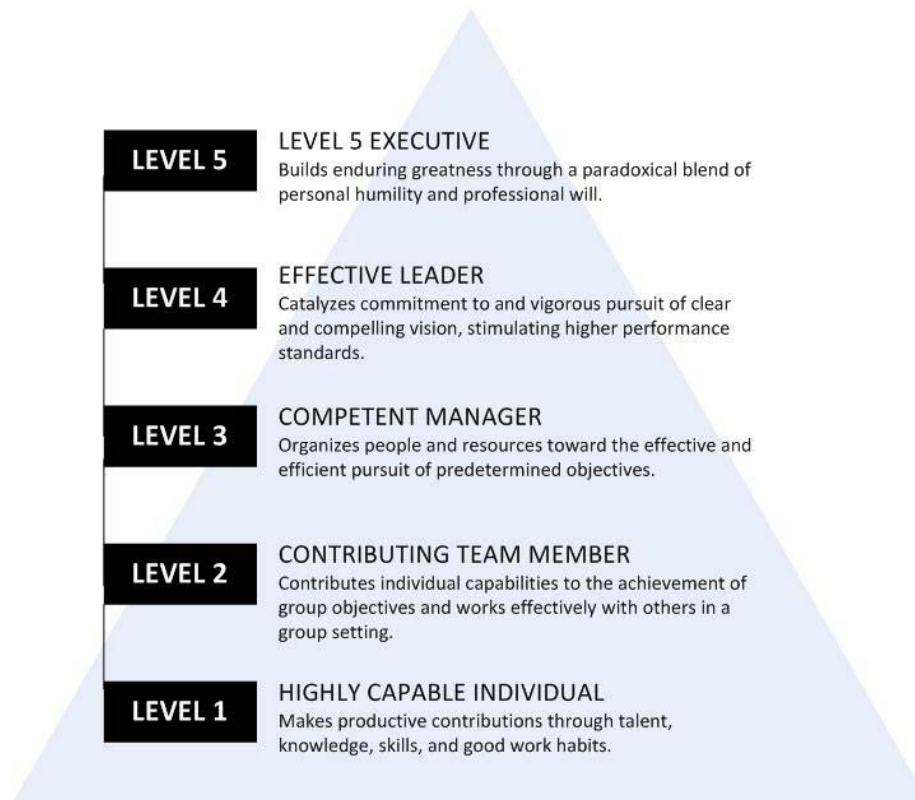 LEVEL 5
LEVEL 5 EXECUTIVE
Builds enduring greatness through a paradoxical blend of
personal humility and professional will.
LEVEL 4
EFFECTIVE LEADER
Catalyzes commitment to and vigorous pursuit of clear
and compelling vision, stimulating higher performance
standards.
LEVEL 3
COMPETENT MANAGER
Organizes people and resources toward the effective and
efficient pursuit of predetermined objectives.
LEVEL 2
CONTRIBUTING TEAM MEMBER
Contributes individual capabilities to the achievement of
group objectives and works effectively with others in a
group setting.
LEVEL 1
HIGHLY CAPABLE INDIVIDUAL
Makes productive contributions through talent,
knowledge, skills, and good work habits.